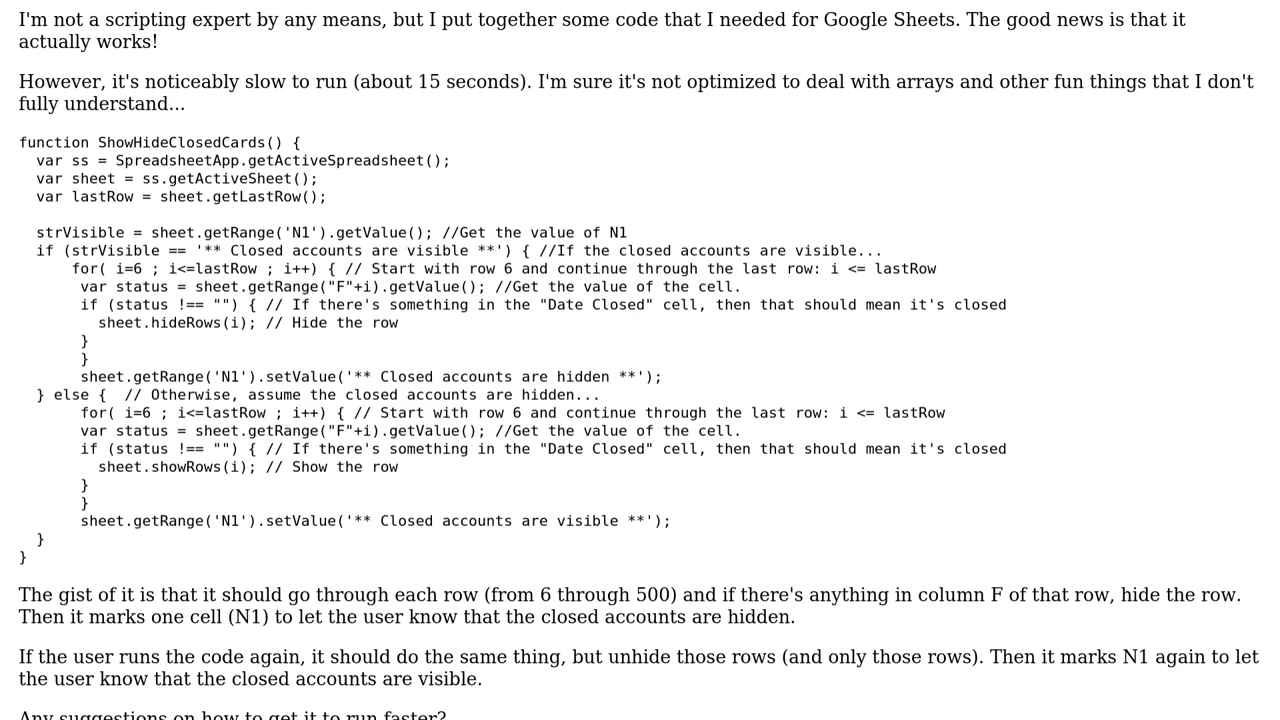 I'm not a scripting expert by any means, but I put together some code that I needed for Google Sheets. The good news is that it
actually works!
However, it's noticeably slow to run (about 15 seconds). I'm sure it's not optimized to deal with arrays and other fun things that I don't
fully understand...
function ShowHideClosedCards() {
  var ss = SpreadsheetApp.getActiveSpreadsheet();
  var sheet = ss.getActiveSheet();
  var lastRow = sheet.getLastRow();

  strVisible = sheet.getRange('N1').getValue(); //Get the value of N1
  if (strVisible == '** Closed accounts are visible **') { //If the closed accounts are visible...
      for( i=6 ; i<=lastRow ; i++) { // Start with row 6 and continue through the last row: i <= lastRow
       var status = sheet.getRange("F"+i).getValue(); //Get the value of the cell.
       if (status !== "") { // If there's something in the "Date Closed" cell, then that should mean it's closed
         sheet.hideRows(i); // Hide the row
       }
       }
       sheet.getRange('N1').setValue('** Closed accounts are hidden **');
  } else {  // Otherwise, assume the closed accounts are hidden...
       for( i=6 ; i<=lastRow ; i++) { // Start with row 6 and continue through the last row: i <= lastRow
       var status = sheet.getRange("F"+i).getValue(); //Get the value of the cell.
       if (status !== "") { // If there's something in the "Date Closed" cell, then that should mean it's closed
         sheet.showRows(i); // Show the row
       }
       }
       sheet.getRange('N1').setValue('** Closed accounts are visible **');
  }
}
The gist of it is that it should go through each row (from 6 through 500) and if there's anything in column F of that row, hide the row.
Then it marks one cell (N1) to let the user know that the closed accounts are hidden.
If the user runs the code again, it should do the same thing, but unhide those rows (and only those rows). Then it marks N1 again to let
the user know that the closed accounts are visible.
Any suggestions on how to get it to run faster?